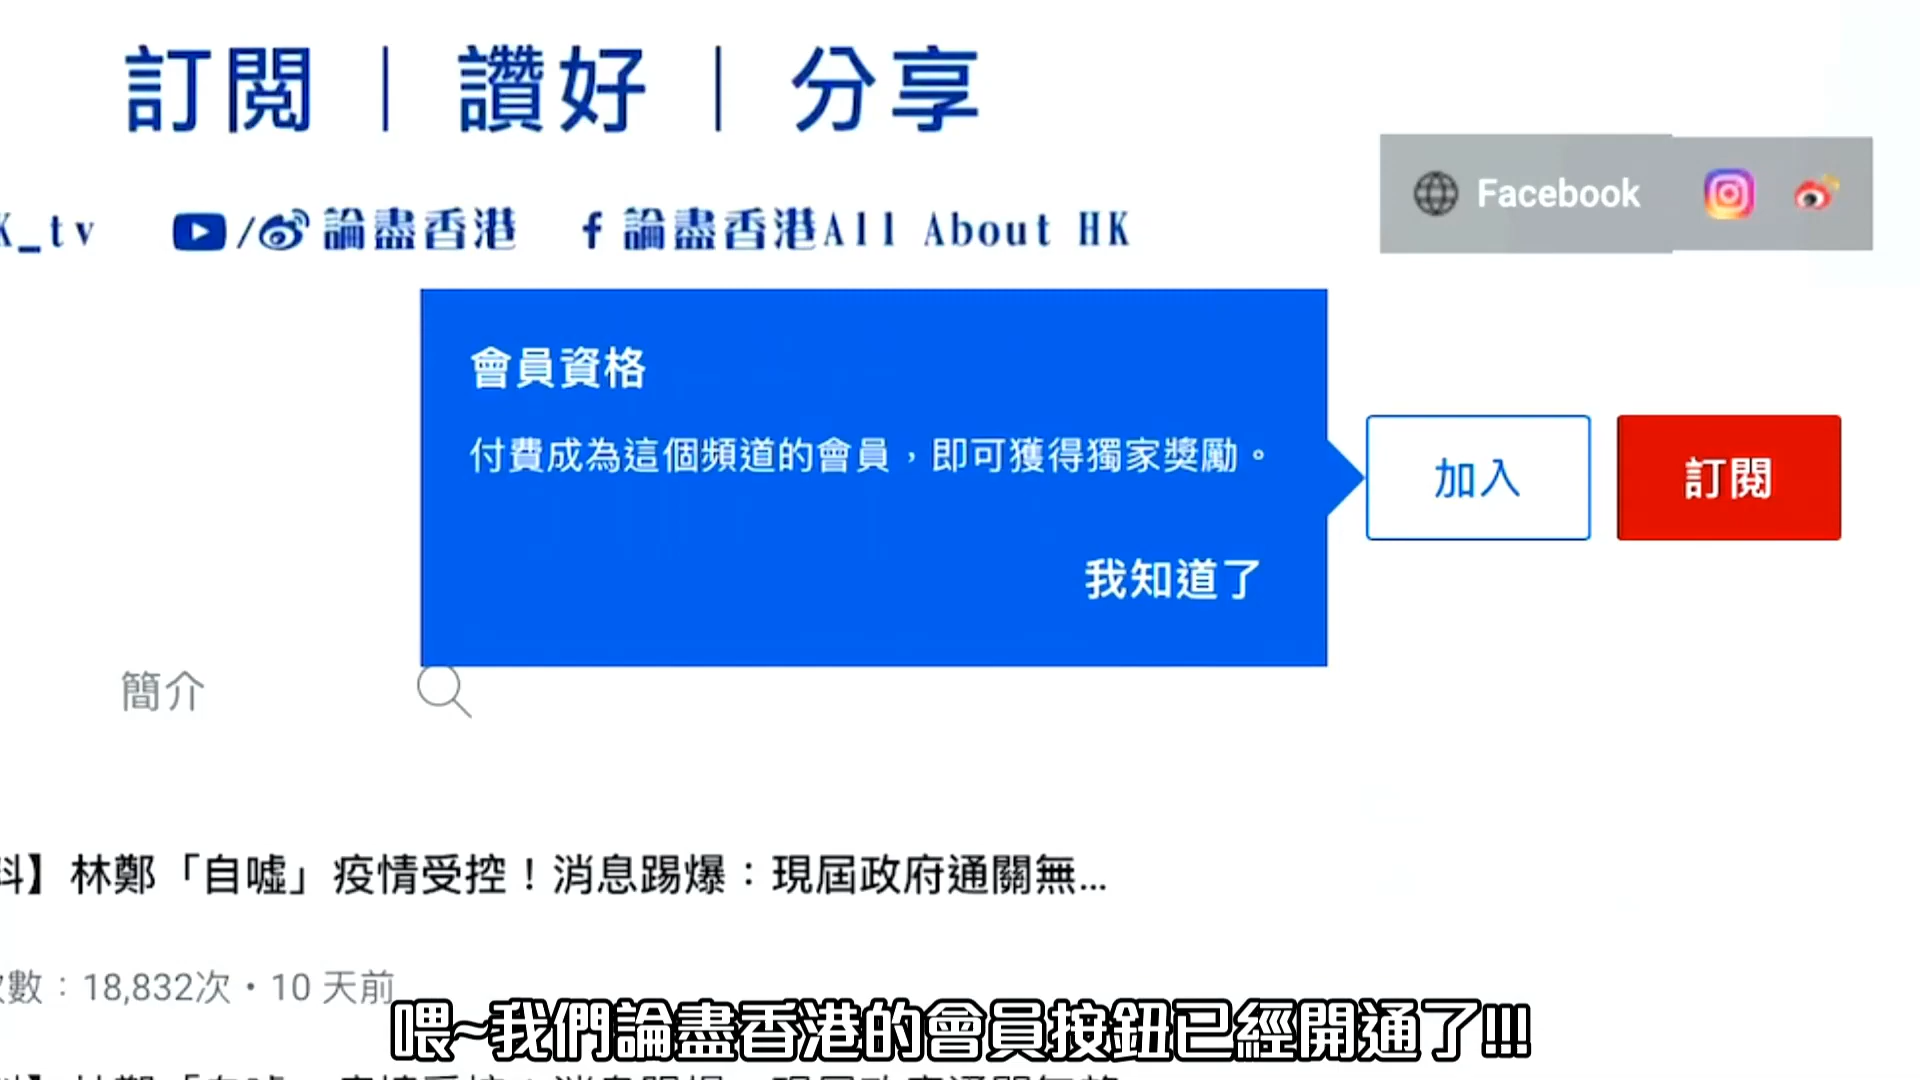 訂閱｜讚好｜分享
K_tv / 論盡香港 f 論盡香港All About HK
Facebook
會員資格
付費成為這個頻道的會員，即可獲得獨家獎勵。
我知道了
加入
訂閱
簡介
料】林鄭「自噓」疫情受控！消息踢爆：現屆政府通關無...
數：18,832次・10 天前
喂~我們論盡香港的會員按鈕已經開通了!!!